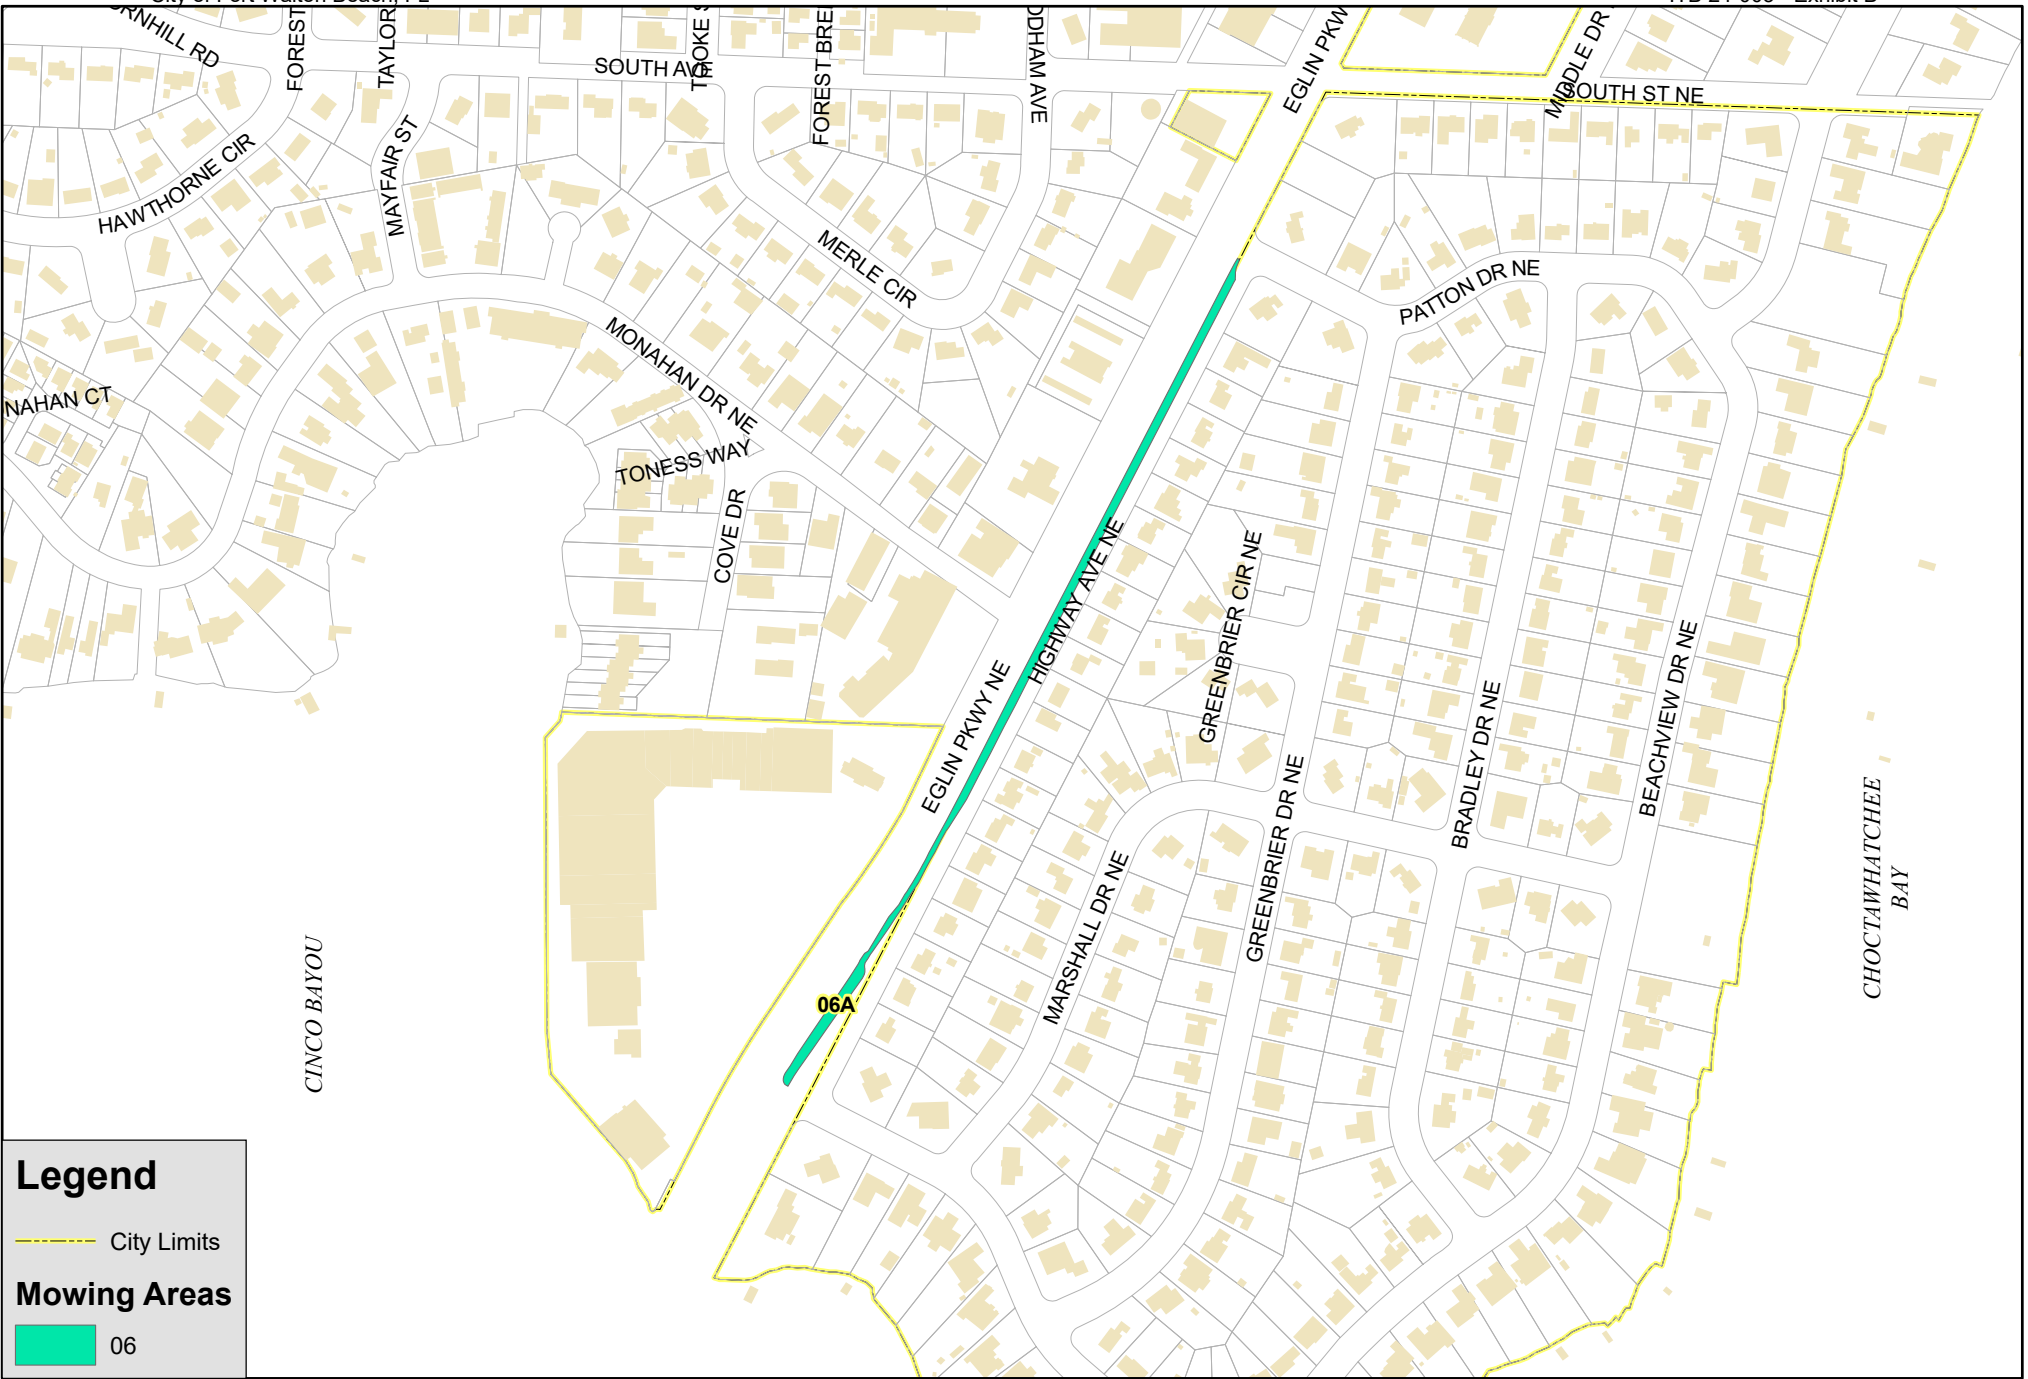 SOUTH AVE
SOUTH ST NE
EGLIN PKW
MIDDLE DR
FOREST
TAYLOR
HAWTHORNE CIR
MAYFAIR ST
MERLE CIR
PATTON DR NE
MONAHAN DR NE
NAHAN CT
TONESS WAY
COVE DR
HIGHWAY AVE NE
GREENBRIER CIR NE
EGLIN PKWY NE
BRADLEY DR NE
BEACHVIEW DR NE
GREENBRIER DR NE
MARSHALL DR NE
CHOCTAWHATCHEE
BAY
CINCO BAYOU
06A
Legend
City Limits
Mowing Areas
06